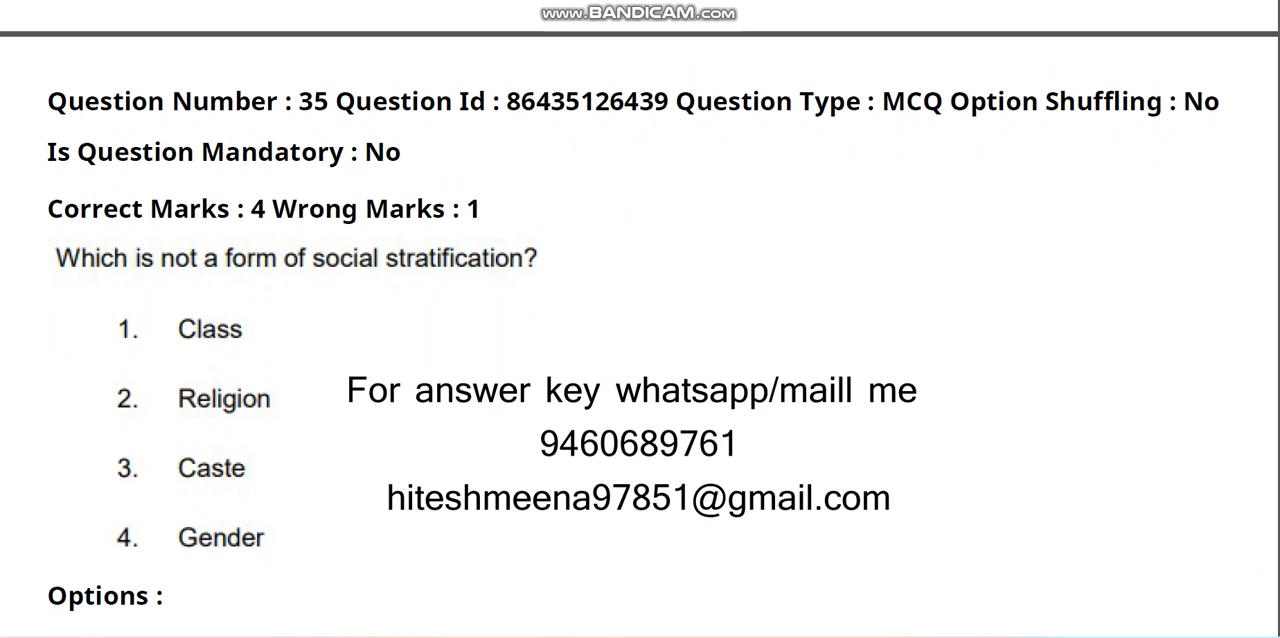 www.BANDICAM.com
Question Number : 35 Question Id : 86435126439 Question Type : MCQ Option Shuffling : No
Is Question Mandatory : No
Correct Marks : 4 Wrong Marks : 1
Which is not a form of social stratification?
1. Class
2. Religion
3. Caste
4. Gender
For answer key whatsapp/maill me
9460689761
hiteshmeena97851@gmail.com
Options :